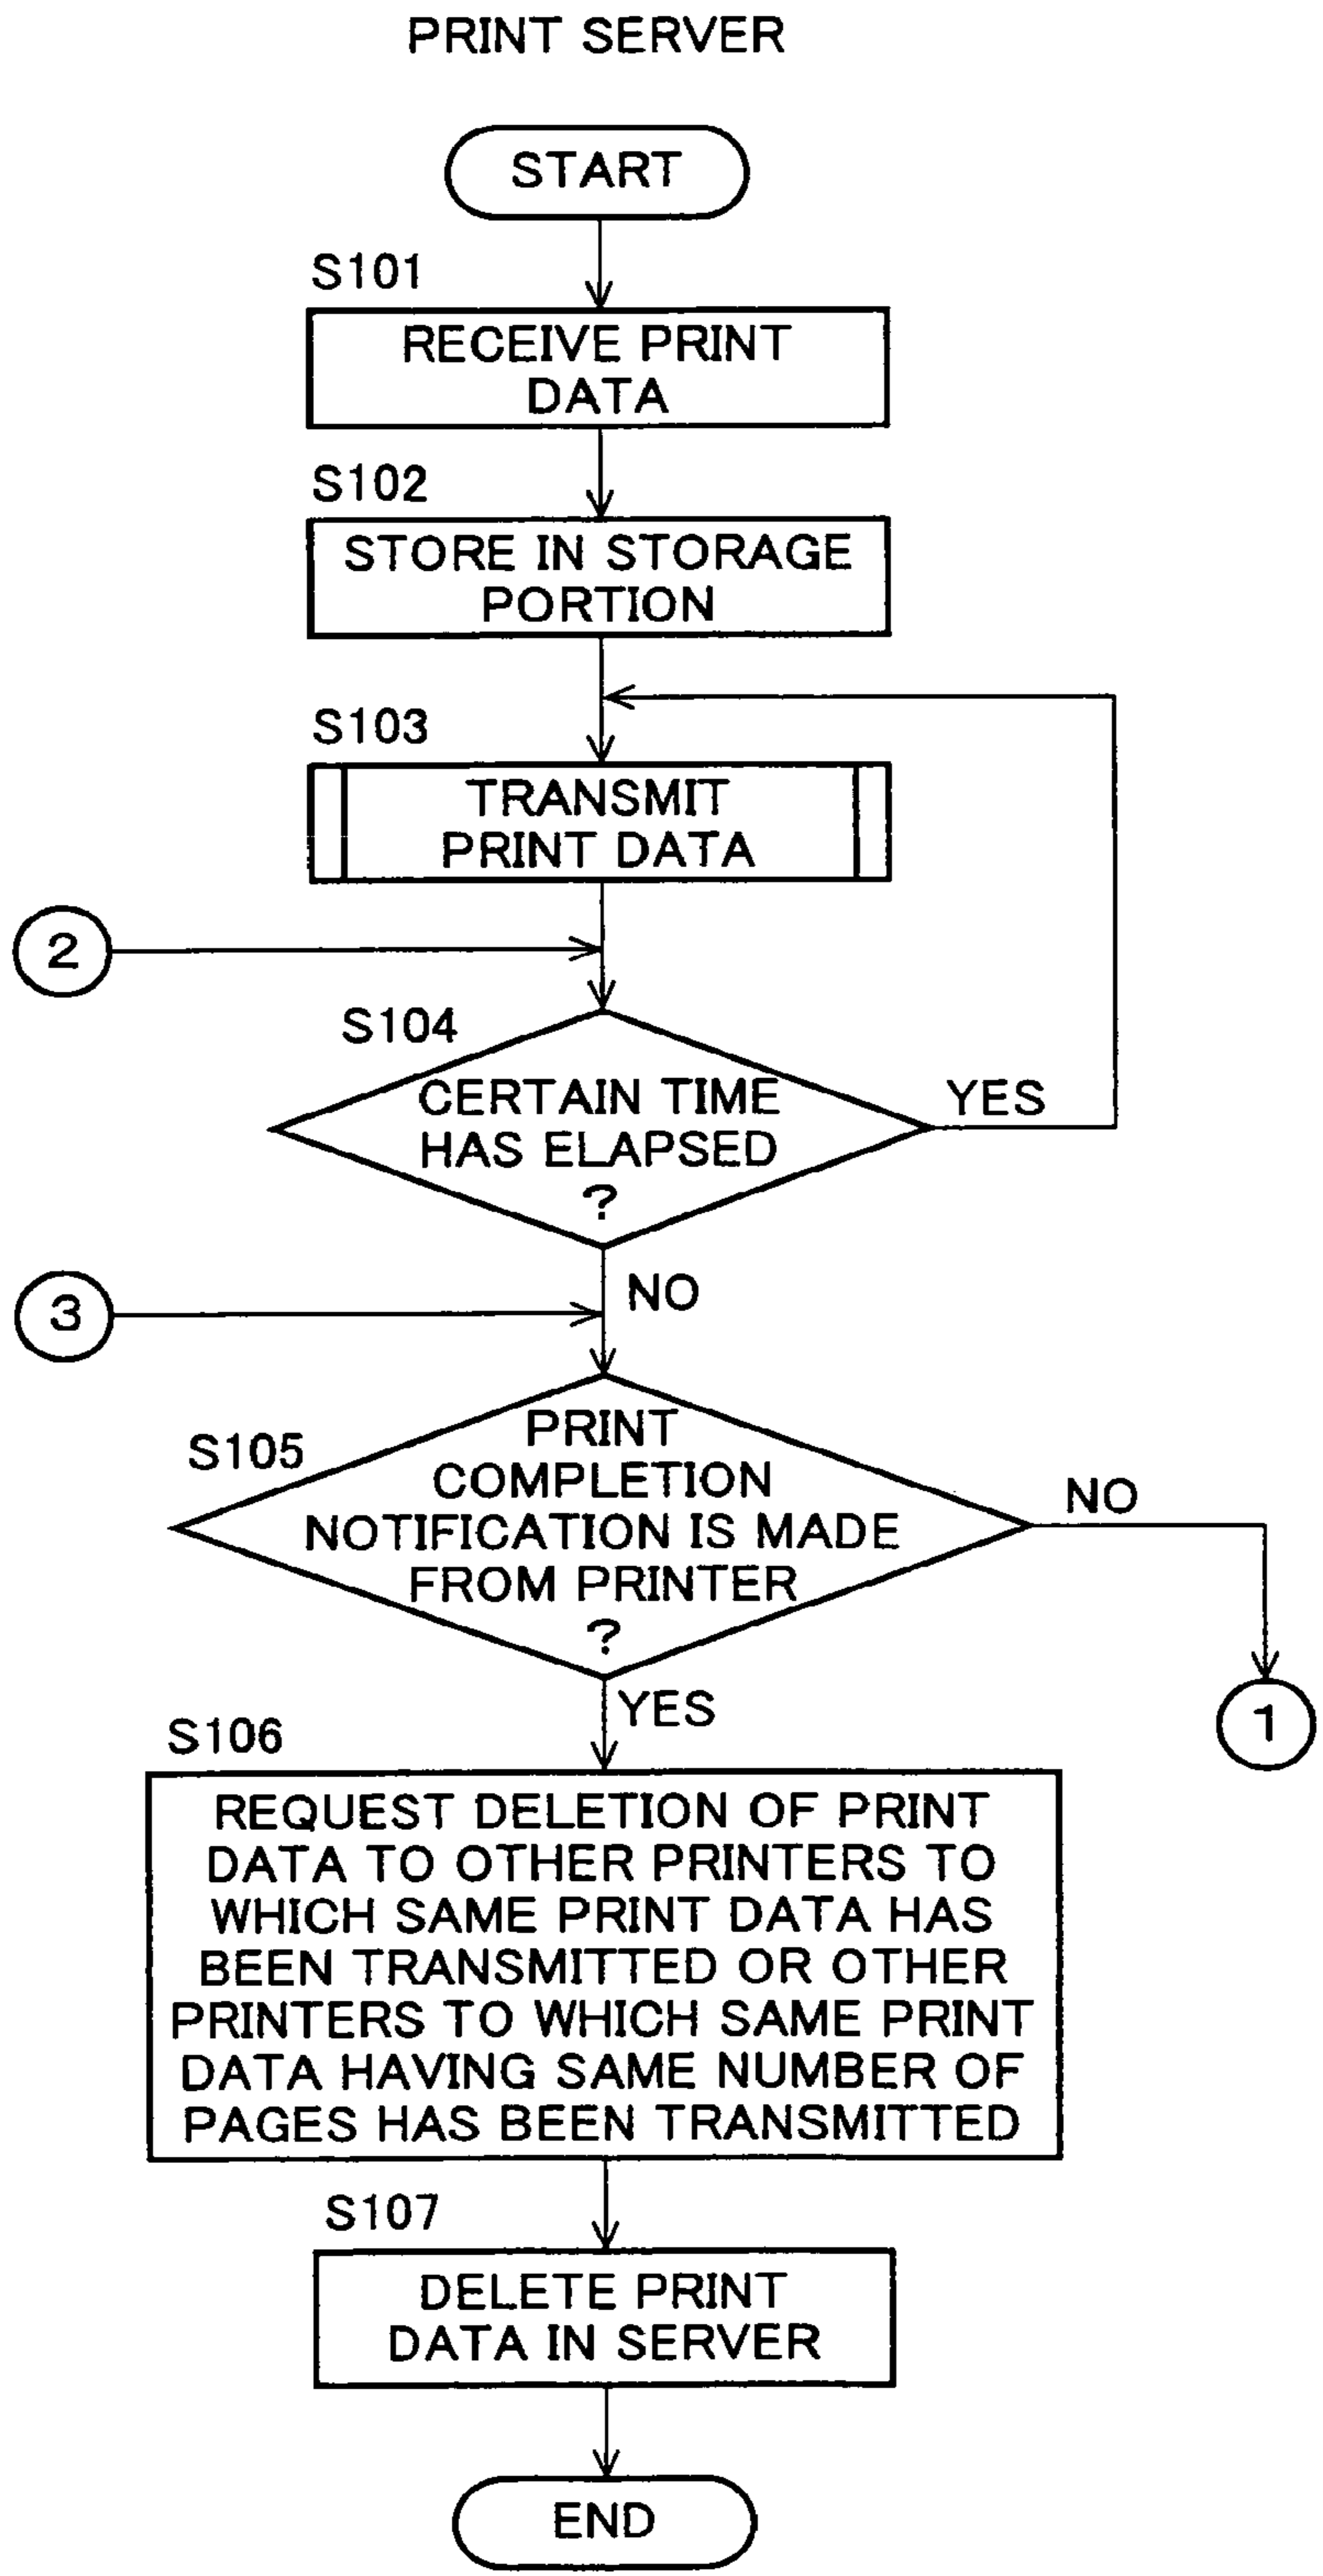 PRINT SERVER
START
S101
RECEIVE PRINT
DATA
S102
STORE IN STORAGE
PORTION
S103
TRANSMIT
PRINT DATA
2
S104
CERTAIN TIME
HAS ELAPSED
?
YES
NO
3
S105
PRINT
COMPLETION
NOTIFICATION IS MADE
FROM PRINTER
?
NO
1
YES
S106
REQUEST DELETION OF PRINT
DATA TO OTHER PRINTERS TO
WHICH SAME PRINT DATA HAS
BEEN TRANSMITTED OR OTHER
PRINTERS TO WHICH SAME PRINT
DATA HAVING SAME NUMBER OF
PAGES HAS BEEN TRANSMITTED
S107
DELETE PRINT
DATA IN SERVER
END